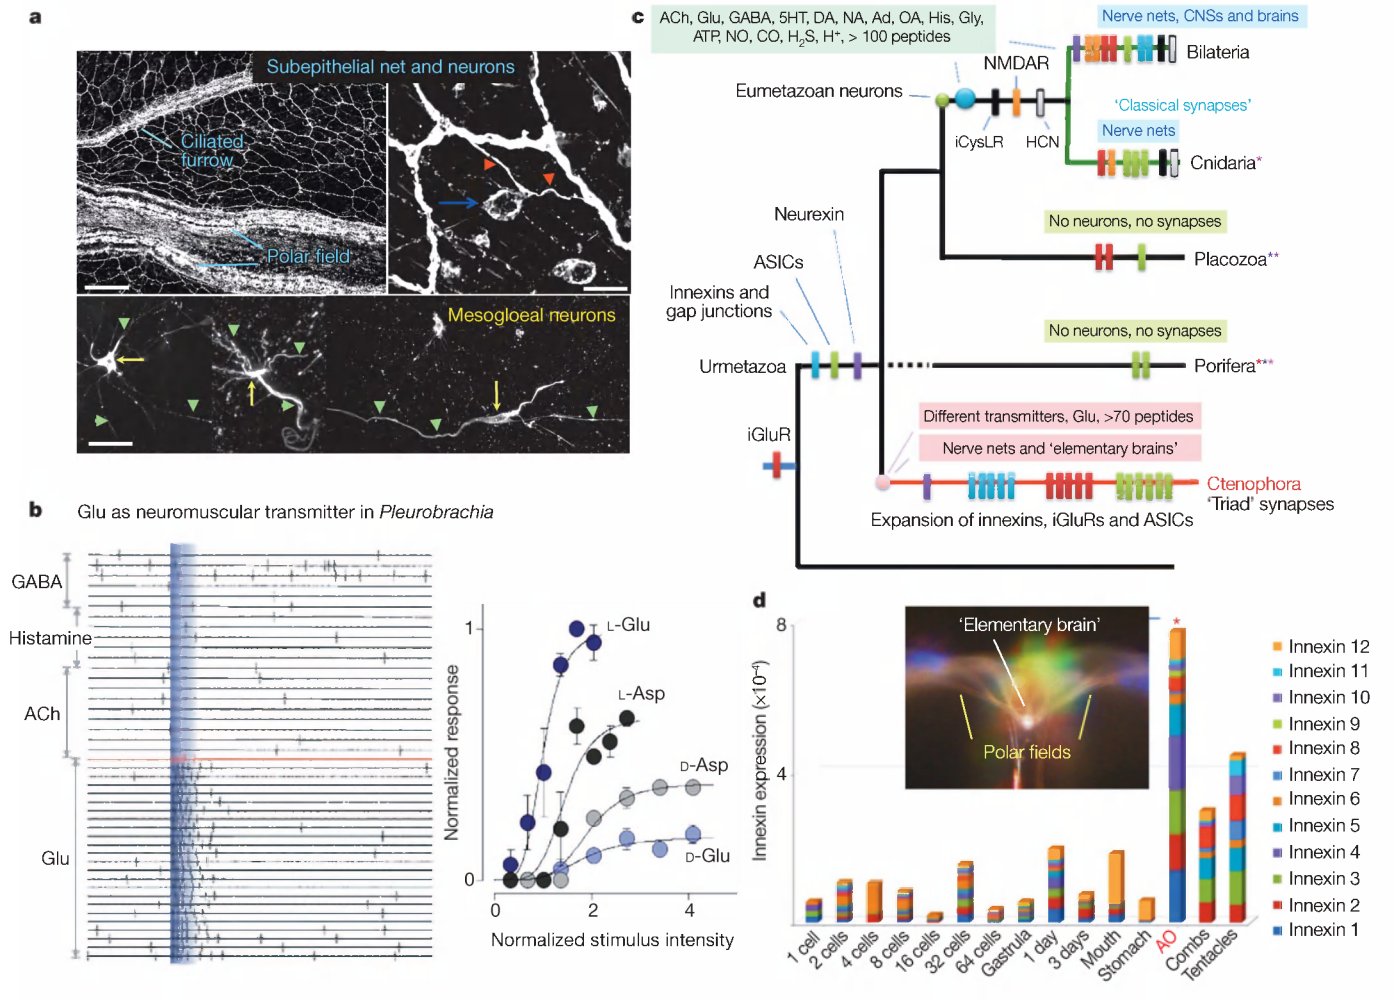 a
Subepithelial net and neurons
Ciliated
furrow
Polar field
Mesogloeal neurons
b
Glu as neuromuscular transmitter in Pleurobrachia
GABA
Histamine
ACh
Glu
Normalized response
1
0
L-Glu
L-Asp
D-Asp
D-Glu
0
2
4
Normalized stimulus intensity
c
ACh, Glu, GABA, 5HT, DA, NA, Ad, OA, His, Gly,
ATP, NO, CO, H2S, H+, > 100 peptides
Nerve nets, CNSs and brains
Bilateria
NMDAR
Eumetazoan neurons
'Classical synapses'
iCysLR
HCN
Nerve nets
Cnidaria*
Neurexin
No neurons, no synapses
Placozoa**
ASICs
Innexins and
gap junctions
No neurons, no synapses
Urmetazoa
Porifera***
Different transmitters, Glu, >70 peptides
iGluR
Nerve nets and 'elementary brains'
Ctenophora
'Triad' synapses
Expansion of innexins, iGluRs and ASICs
d
Innexion expression (×10⁻⁴)
8
4
'Elementary brain'
Polar fields
*
Innexin 12
Innexin 11
Innexin 10
Innexin 9
Innexin 8
Innexin 7
Innexin 6
Innexin 5
Innexin 4
Innexin 3
Innexin 2
Innexin 1
1 cell
2 cells
4 cells
8 cells
16 cells
32 cells
64 cells
Gastrula
1 day
3 days
Mouth
Stomach
AO
Combs
Tentacles